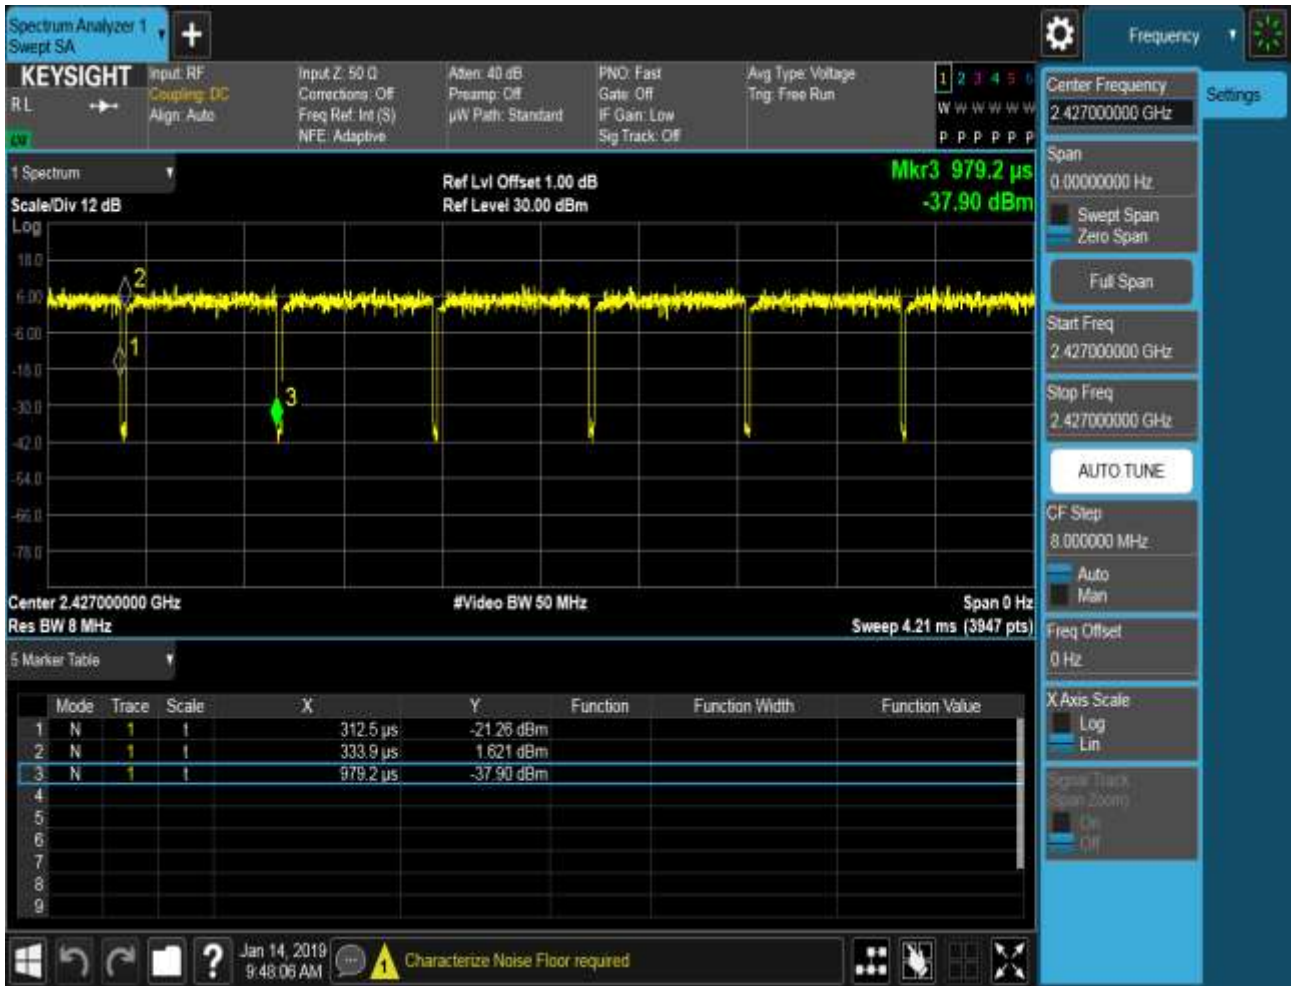 Spectrum Analyzer 1
Swept SA
Frequency
KEYSIGHT
R L
Input: RF
Coupling: DC
Align: Auto
Input Z: 50 Ω
Corrections: Off
Freq Ref: Int (S)
NFE: Adaptive
Atten: 40 dB
Preamp: Off
µW Path: Standard
PNO: Fast
Gate: Off
IF Gain: Low
Sig Track: Off
Avg Type: Voltage
Trig: Free Run
1 2 3 4 5 6
W W W W W W
P P P P P P
1 Spectrum
Scale/Div 12 dB
Ref Lvl Offset 1.00 dB
Ref Level 30.00 dBm
Mkr3 979.2 µs
-37.90 dBm
Log
18.0
6.00
-6.00
-18.0
-30.0
-42.0
-54.0
-66.0
-78.0
2
1
3
Center 2.427000000 GHz
Res BW 8 MHz
#Video BW 50 MHz
Span 0 Hz
Sweep 4.21 ms (3947 pts)
5 Marker Table
Mode Trace Scale X Y Function Function Width Function Value
1 N 1 t 312.5 µs -21.26 dBm
2 N 1 t 333.9 µs 1.621 dBm
3 N 1 t 979.2 µs -37.90 dBm
4
5
6
7
8
9
Jan 14, 2019
9:48:06 AM
1
Characterize Noise Floor required
Center Frequency
2.427000000 GHz
Settings
Span
0.00000000 Hz
Swept Span
Zero Span
Full Span
Start Freq
2.427000000 GHz
Stop Freq
2.427000000 GHz
AUTO TUNE
CF Step
8.000000 MHz
Auto
Man
Freq Offset
0 Hz
X Axis Scale
Log
Lin
Signal Track
(Span Zoom)
On
Off